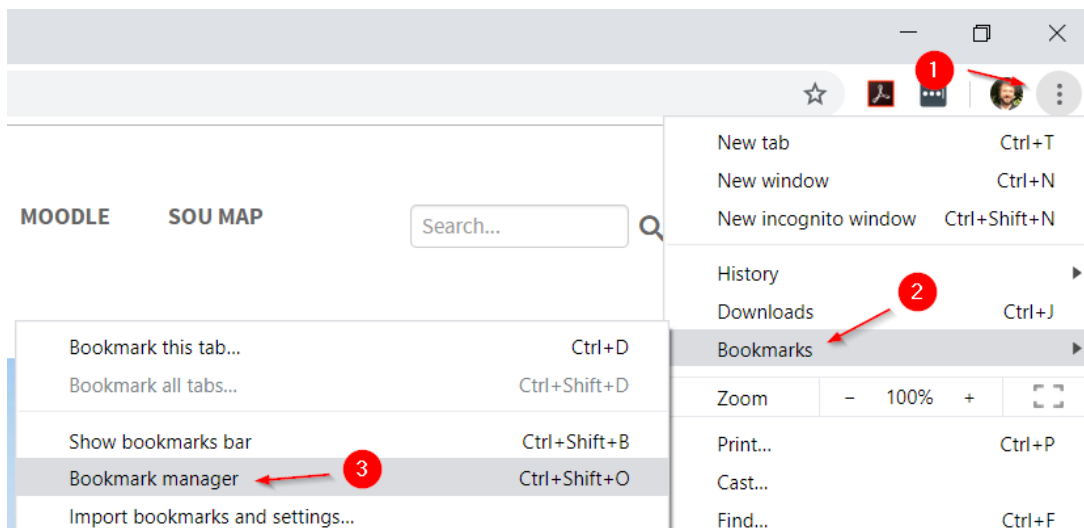 1
New tab Ctrl+T
New window Ctrl+N
New incognito window Ctrl+Shift+N
MOODLE SOU MAP
Search...
History
2
Downloads Ctrl+J
Bookmarks
Zoom - 100% +
Print... Ctrl+P
Cast...
Find... Ctrl+F
Bookmark this tab... Ctrl+D
Bookmark all tabs... Ctrl+Shift+D
Show bookmarks bar Ctrl+Shift+B
3
Bookmark manager Ctrl+Shift+O
Import bookmarks and settings...